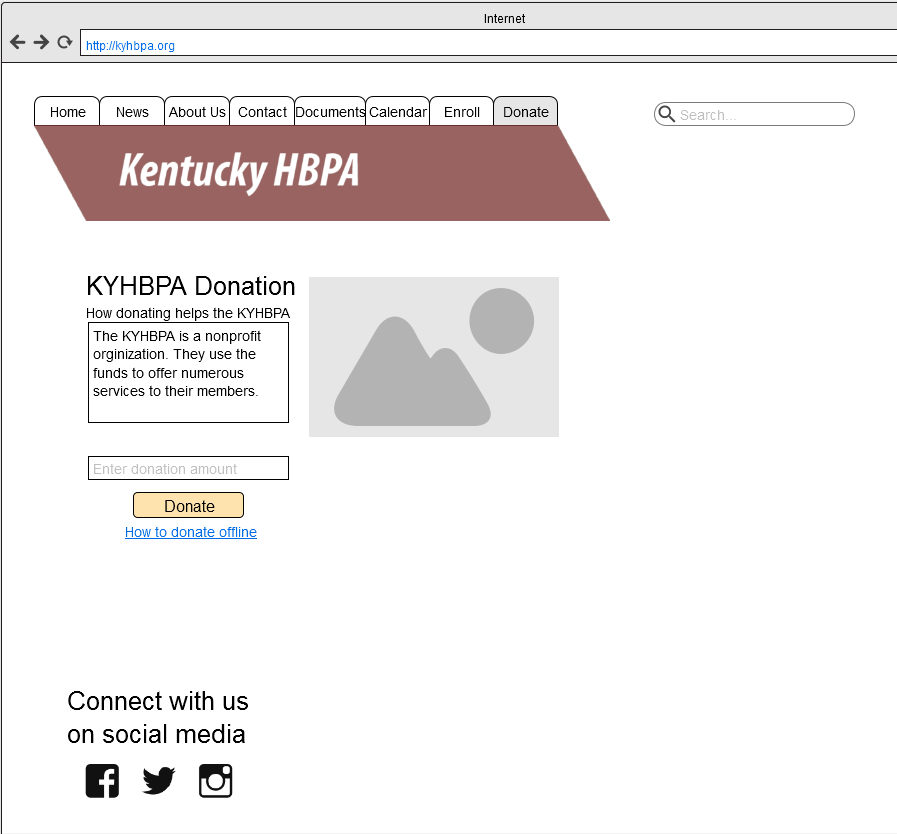 Internet
http://kyhbpa.org
Home
News
About Us
Contact
Documents
Calendar
Enroll
Donate
Search...
Kentucky HBPA
KYHBPA Donation
How donating helps the KYHBPA
The KYHBPA is a nonprofit
orginization. They use the
funds to offer numerous
services to their members.
Enter donation amount
Donate
How to donate offline
Connect with us
on social media